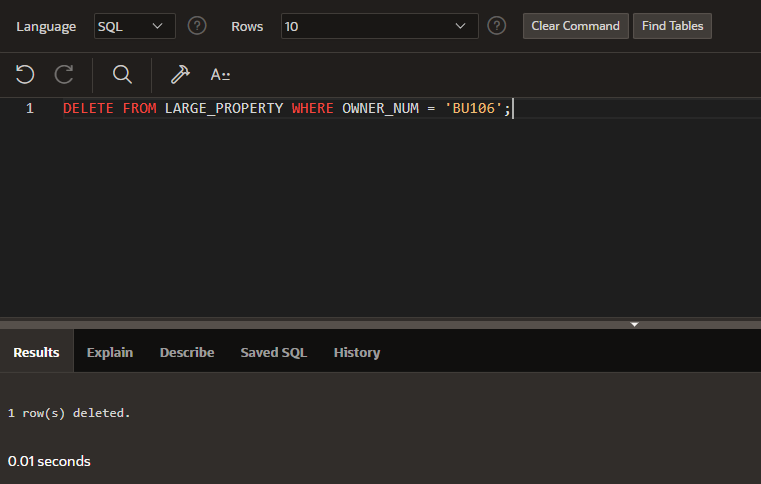 Language SQL ? Rows 10 ? Clear Command Find Tables
A::
1 DELETE FROM LARGE_PROPERTY WHERE OWNER_NUM = 'BU106';
Results Explain Describe Saved SQL History
1 row(s) deleted.
0.01 seconds